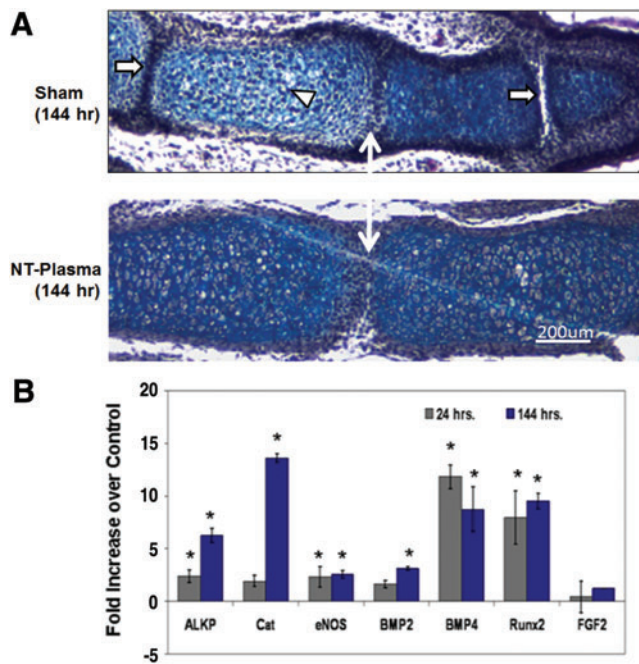 A
Sham
(144 hr)
NT-Plasma
(144 hr)
200um
B
Fold Increase over Control
20
15
10
5
0
-5
24 hrs.
144 hrs.
*
*
*
*
*
*
*
*
*
*
ALKP
Cat
eNOS
BMP2
BMP4
Runx2
FGF2